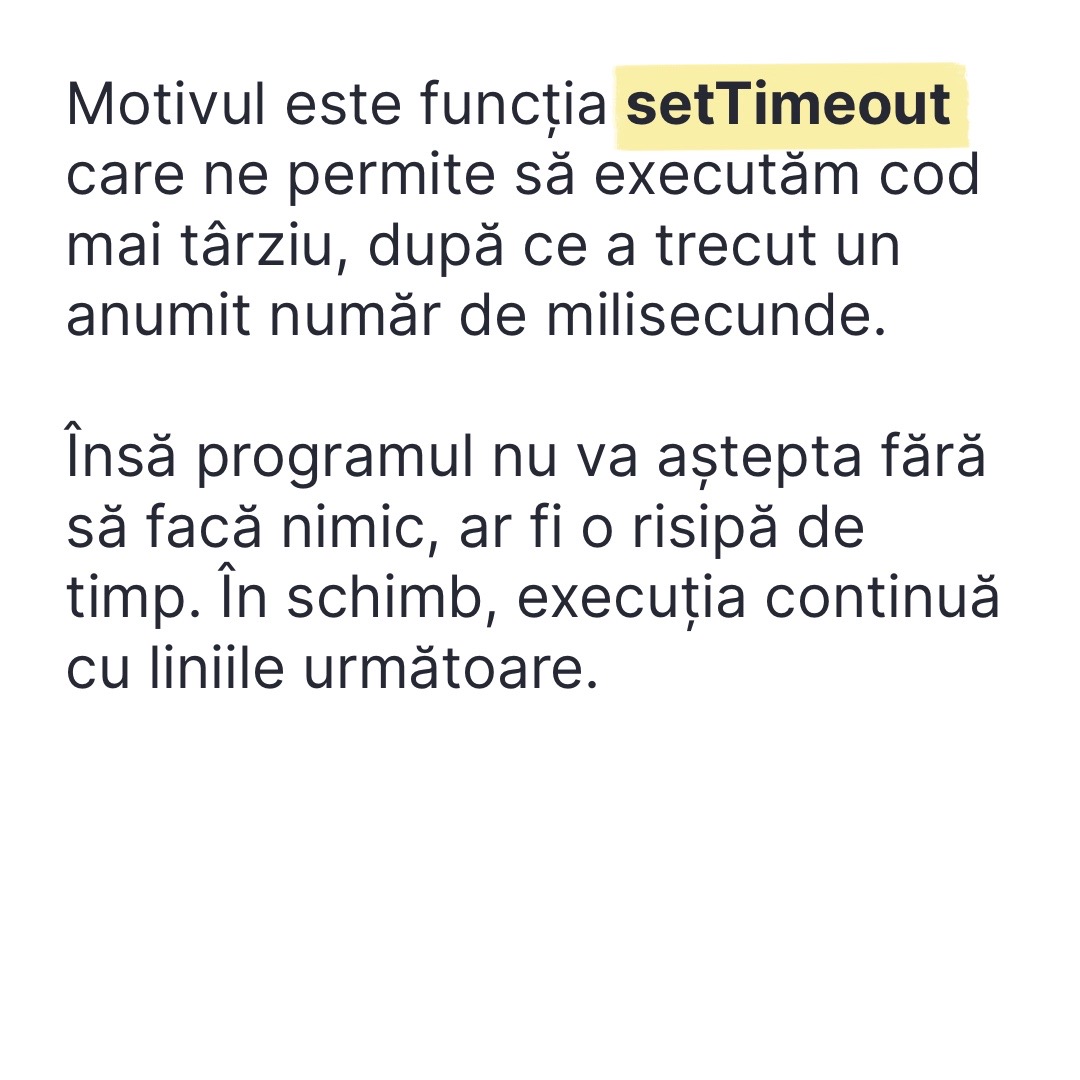 Motivul este funcția setTimeout
care ne permite să executăm cod
mai târziu, după ce a trecut un
anumit număr de milisecunde.
Însă programul nu va aștepta fără
să facă nimic, ar fi o risipă de
timp. În schimb, execuția continuă
cu liniile următoare.